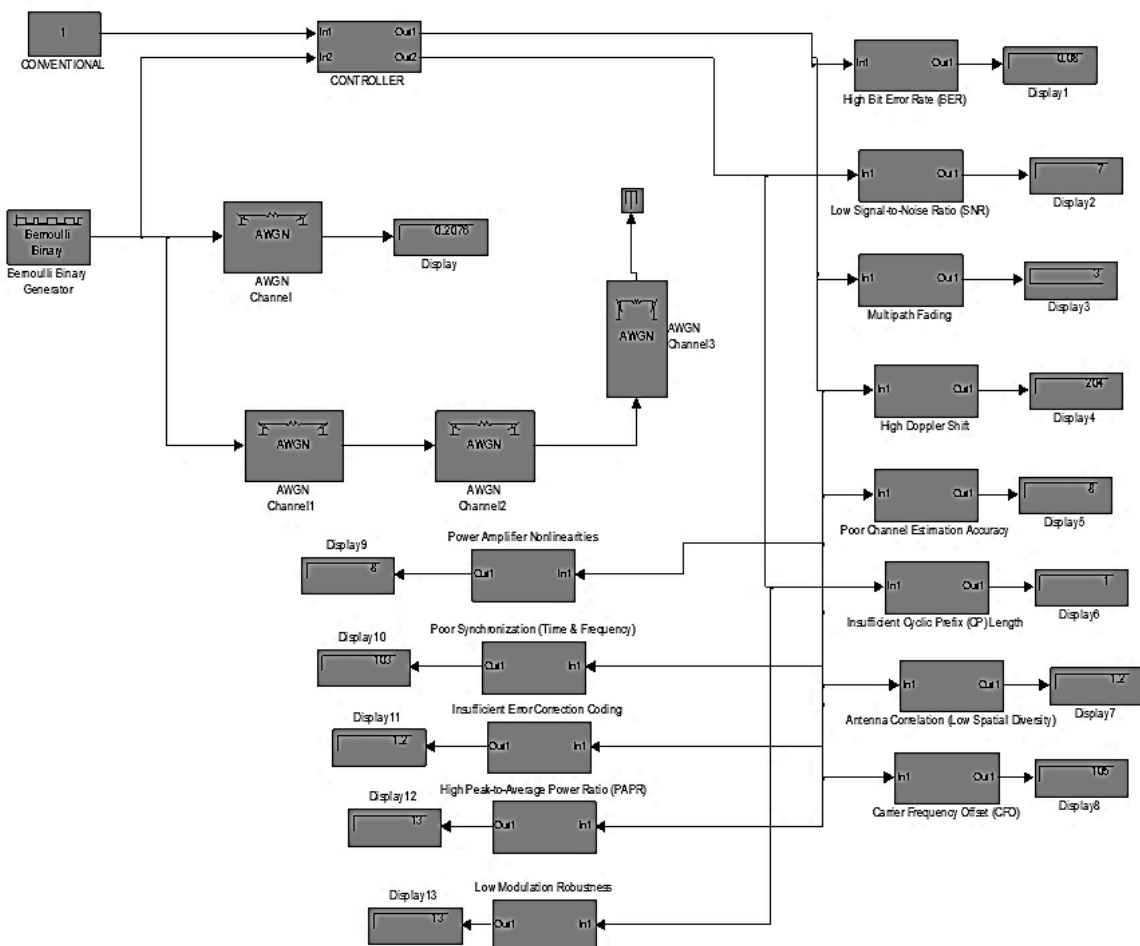 1
CONVENTIONAL
In1
Out1
In2
Out2
CONTROLLER
In1
Out1
High Bit Error Rate (BER)
0.08
Display1
In1
Out1
Low Signal-to-Noise Ratio (SNR)
7
Display2
Bernoulli
Binary
Bernoulli Binary
Generator
AWGN
AWGN
Channel
0.2076
Display
AWGN
AWGN
Channel3
In1
Out1
Multipath Fading
3
Display3
In1
Out1
High Doppler Shift
204
Display4
AWGN
AWGN
Channel1
AWGN
AWGN
Channel2
In1
Out1
Poor Channel Estimation Accuracy
8
Display5
Display9
8
Power Amplifier Nonlinearities
Out1
In1
In1
Out1
Insufficient Cyclic Prefix (CP) Length
1
Display6
Display10
103
Poor Synchronization (Time & Frequency)
Out1
In1
In1
Out1
Antenna Correlation (Low Spatial Diversity)
1.2
Display7
Display11
1.2
Insufficient Error Correction Coding
Out1
In1
In1
Out1
Carrier Frequency Offset (CFO)
105
Display8
Display12
13
High Peak-to-Average Power Ratio (PAPR)
Out1
In1
Display13
13
Low Modulation Robustness
Out1
In1